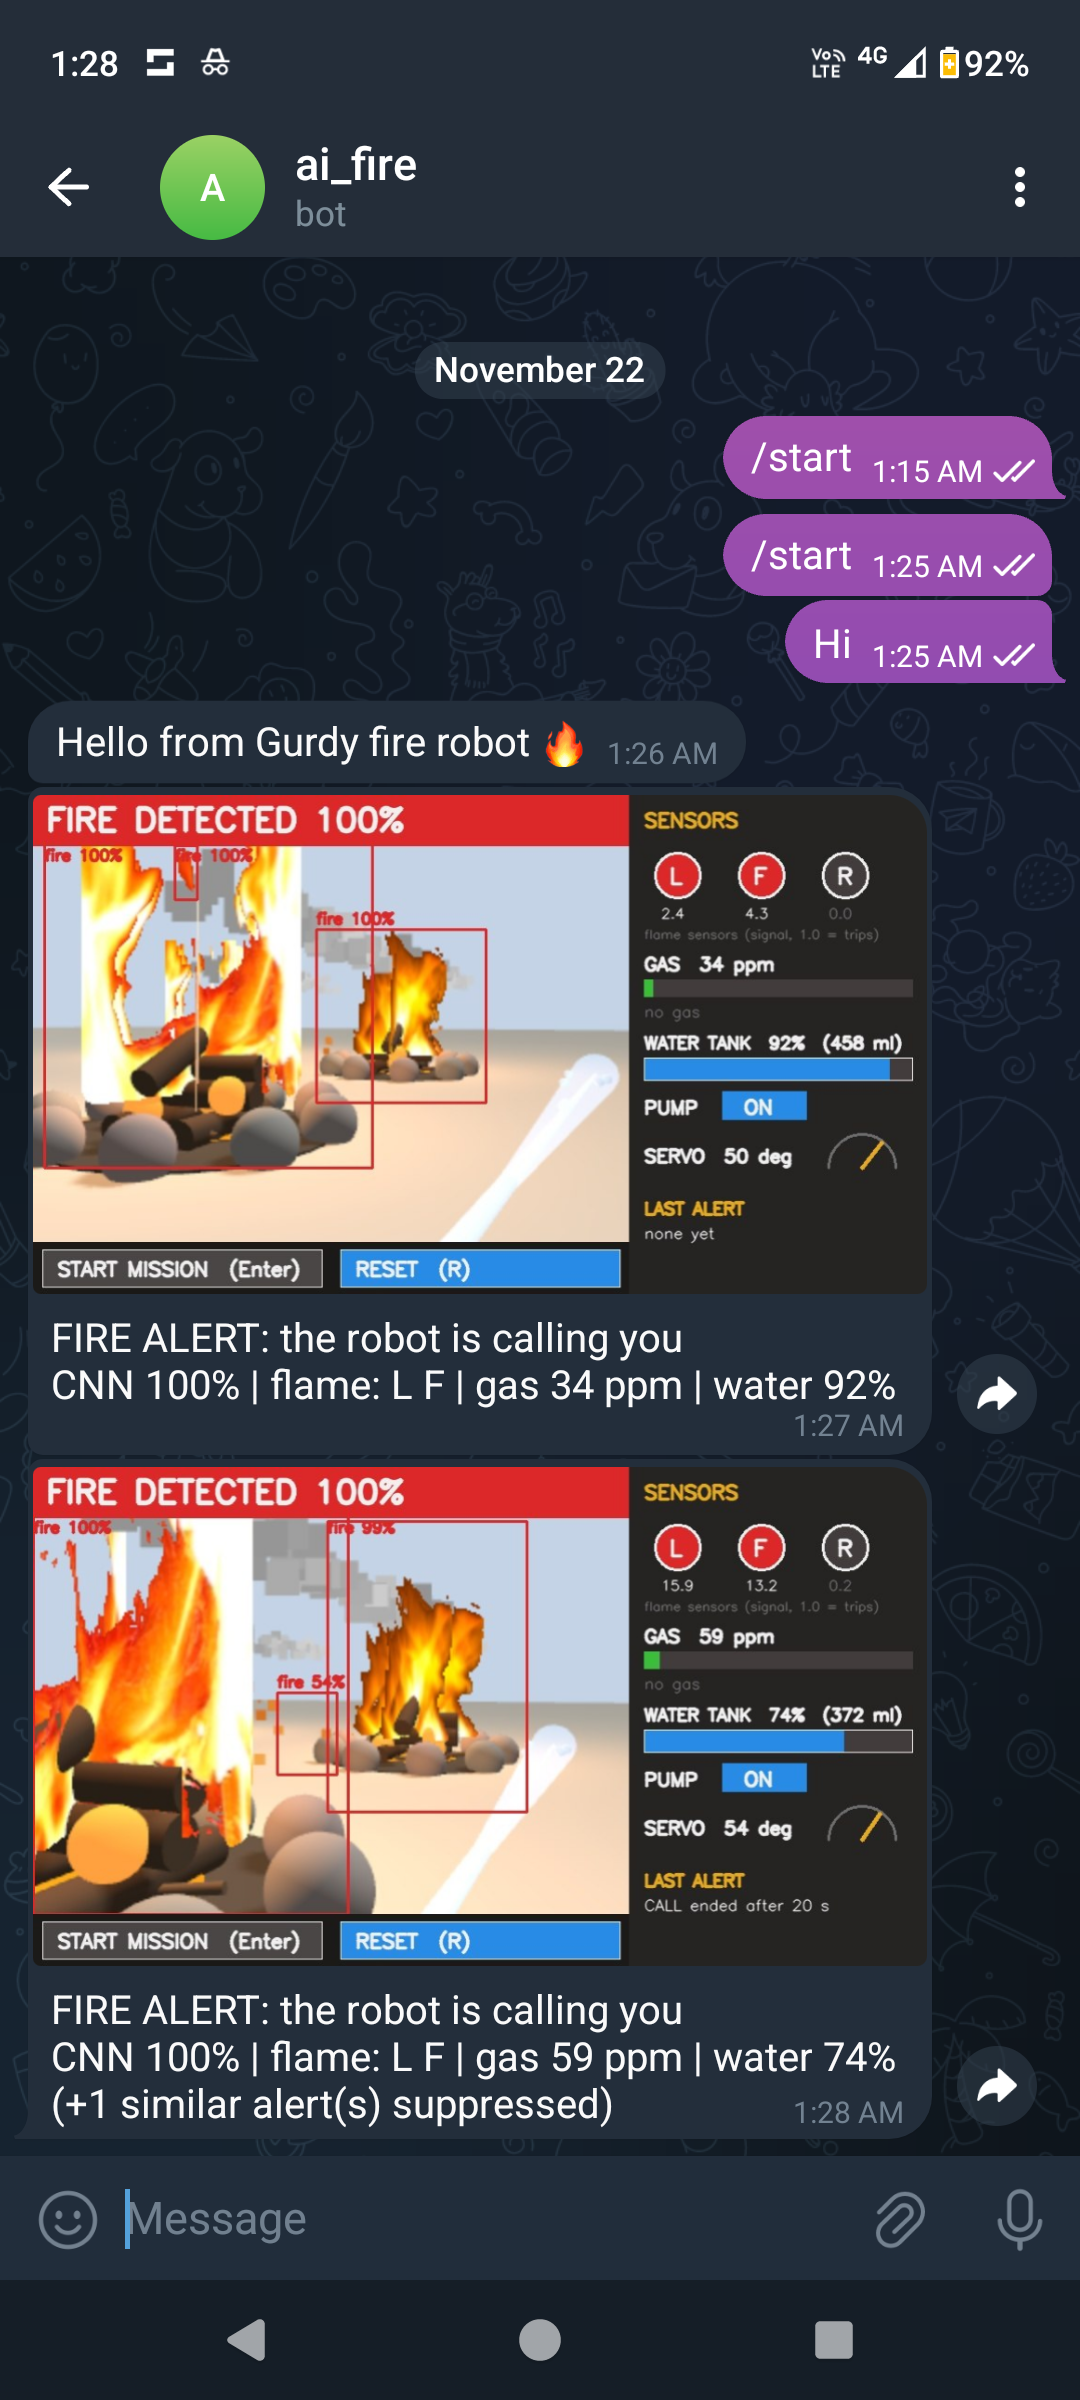 1:28
Vo LTE 4G 92%
A
ai_fire
bot
November 22
/start 1:15 AM
/start 1:25 AM
Hi 1:25 AM
Hello from Gurdy fire robot 🔥 1:26 AM
FIRE DETECTED 100%
fire 100% fire 100%
fire 100%
SENSORS
L F R
2.4 4.3 0.0
flame sensors (signal, 1.0 = trips)
GAS 34 ppm
no gas
WATER TANK 92% (458 ml)
PUMP ON
SERVO 50 deg
LAST ALERT
none yet
START MISSION (Enter) RESET (R)
FIRE ALERT: the robot is calling you
CNN 100% | flame: L F | gas 34 ppm | water 92%
1:27 AM
FIRE DETECTED 100%
fire 100% fire 99%
fire 54%
SENSORS
L F R
15.9 13.2 0.2
flame sensors (signal, 1.0 = trips)
GAS 59 ppm
no gas
WATER TANK 74% (372 ml)
PUMP ON
SERVO 54 deg
LAST ALERT
CALL ended after 20 s
START MISSION (Enter) RESET (R)
FIRE ALERT: the robot is calling you
CNN 100% | flame: L F | gas 59 ppm | water 74%
(+1 similar alert(s) suppressed) 1:28 AM
Message